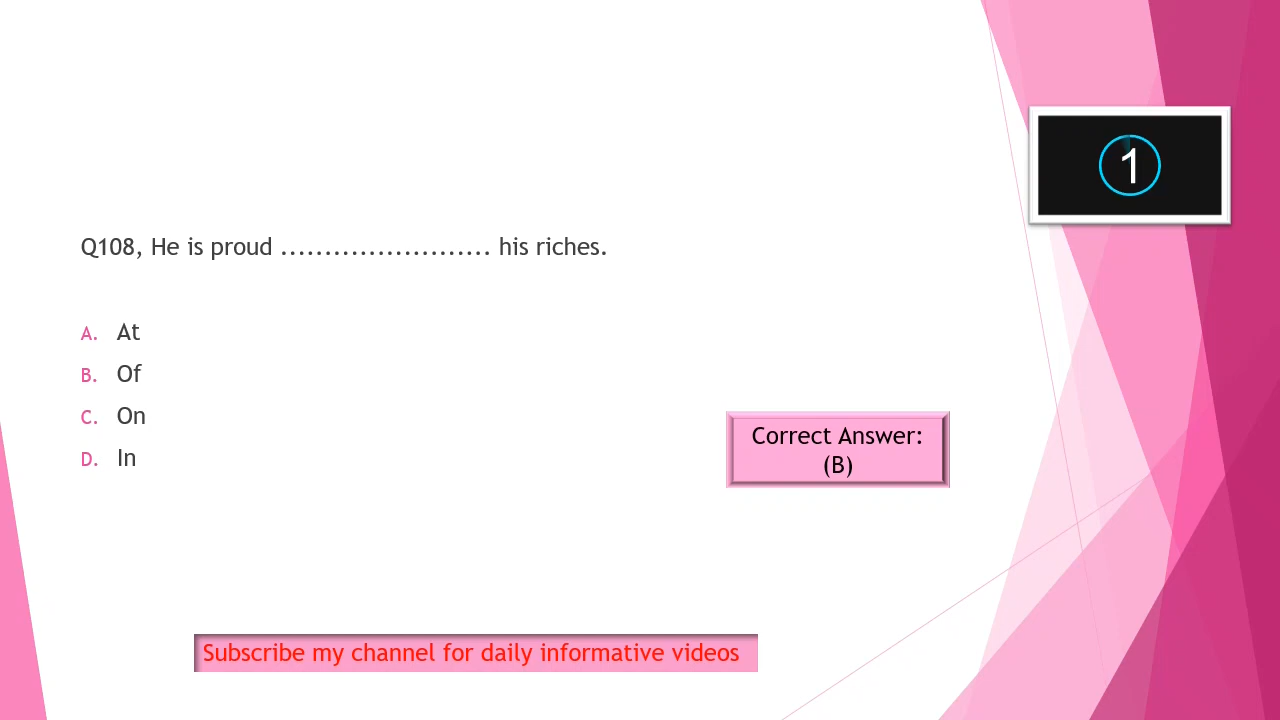 1
Q108, He is proud ........................ his riches.
A. At
B. Of
C. On
D. In
Correct Answer:
(B)
Subscribe my channel for daily informative videos